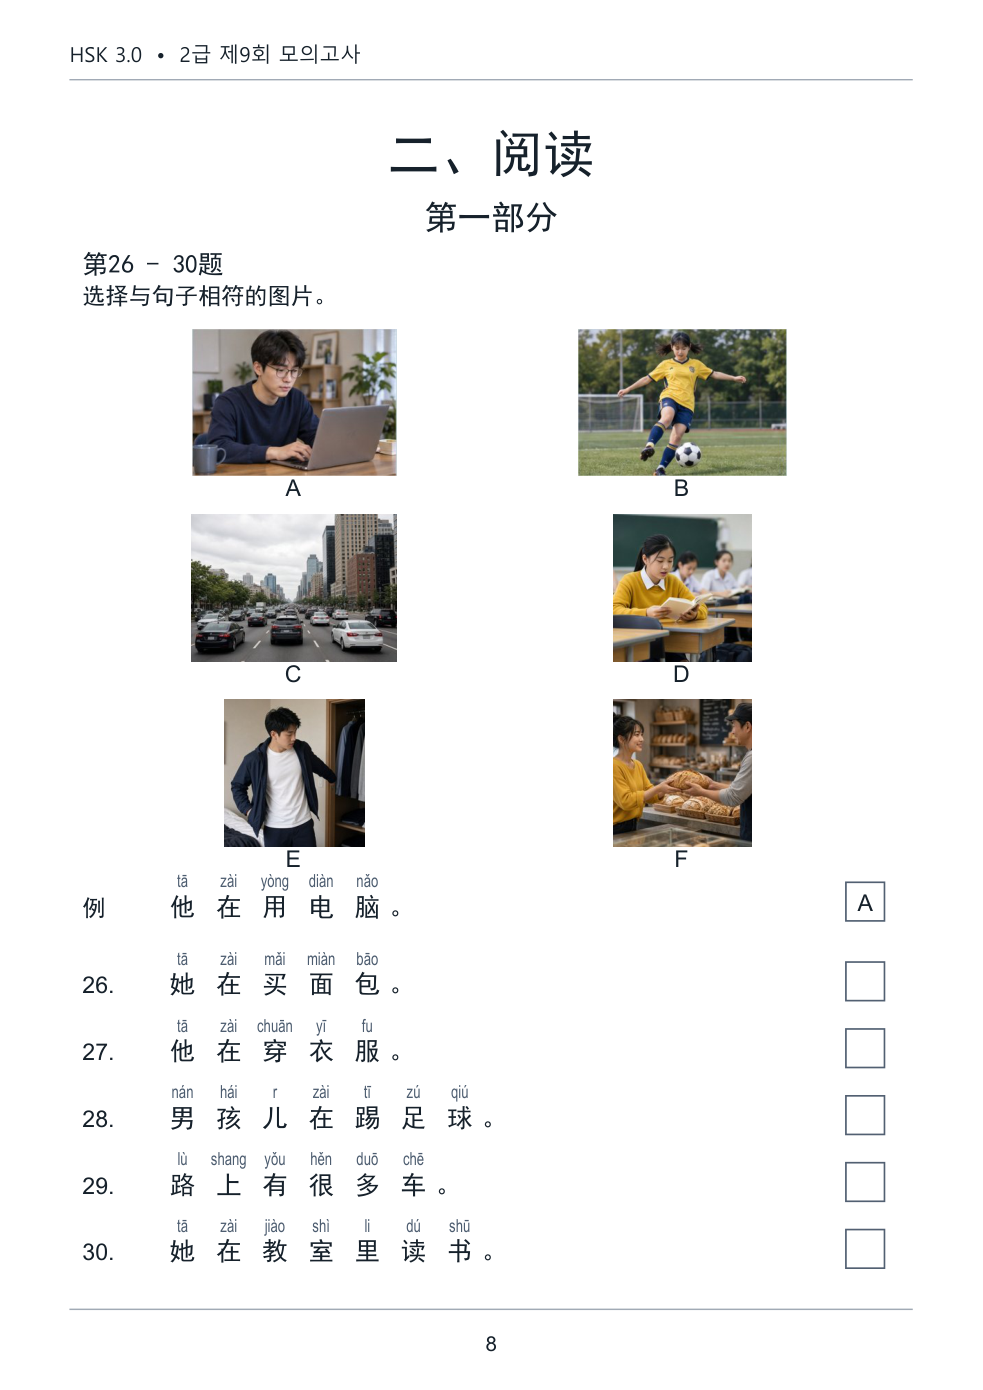 HSK 3.0 • 2급 제9회 모의고사
二、阅读
第一部分
第26 – 30题
选择与句子相符的图片。
A
B
C
D
E
F
tā zài yòng diàn nǎo
例 他 在 用 电 脑 。 A
tā zài mǎi miàn bāo
26. 她 在 买 面 包 。
tā zài chuān yī fu
27. 他 在 穿 衣 服 。
nán hái r zài tī zú qiú
28. 男 孩 儿 在 踢 足 球 。
lù shang yǒu hěn duō chē
29. 路 上 有 很 多 车 。
tā zài jiào shì li dú shū
30. 她 在 教 室 里 读 书 。
8